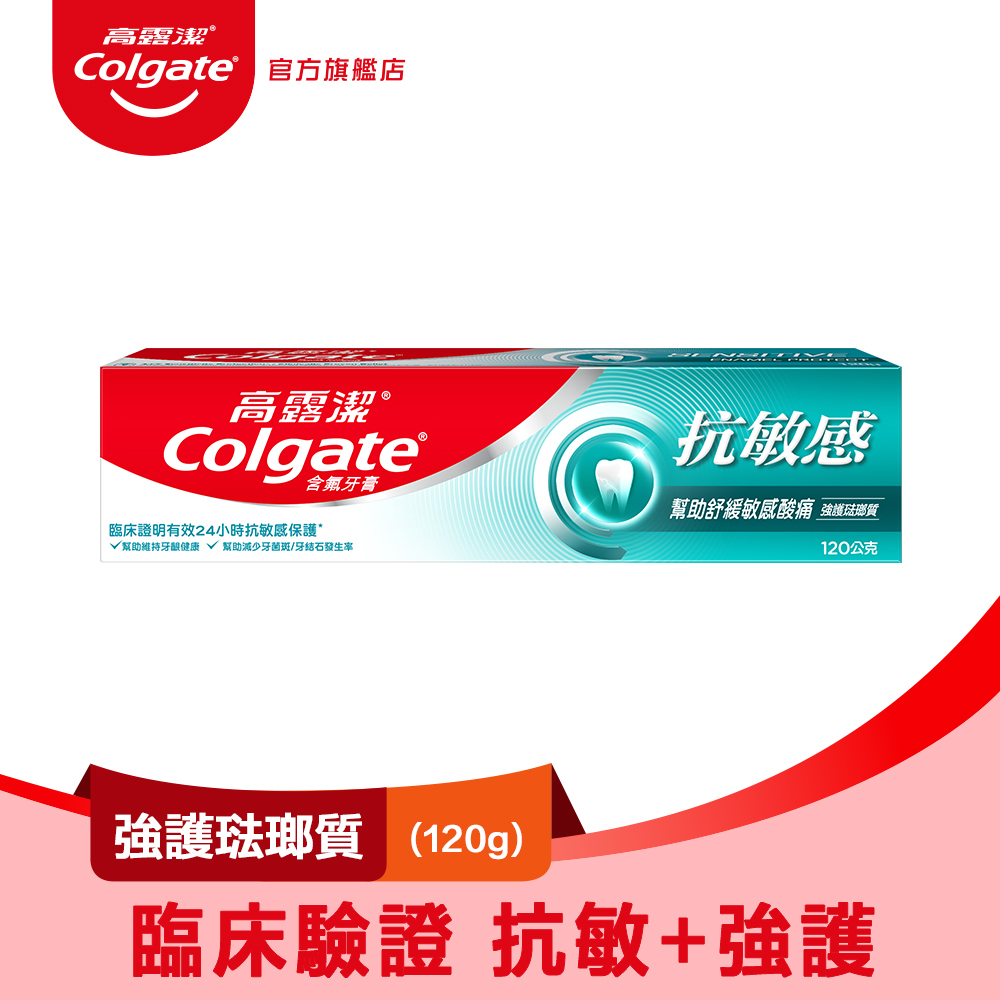 高露潔®
Colgate®
官方旗艦店
SENSITIVE
ENAMEL PROTECT
120g
高露潔®
Colgate®
含氟牙膏
抗敏感
幫助舒緩敏感酸痛 強護琺瑯質
臨床證明有效24小時抗敏感保護*
✓幫助維持牙齦健康 ✓幫助減少牙菌斑/牙結石發生率
120公克
強護琺瑯質 (120g)
臨床驗證 抗敏+強護